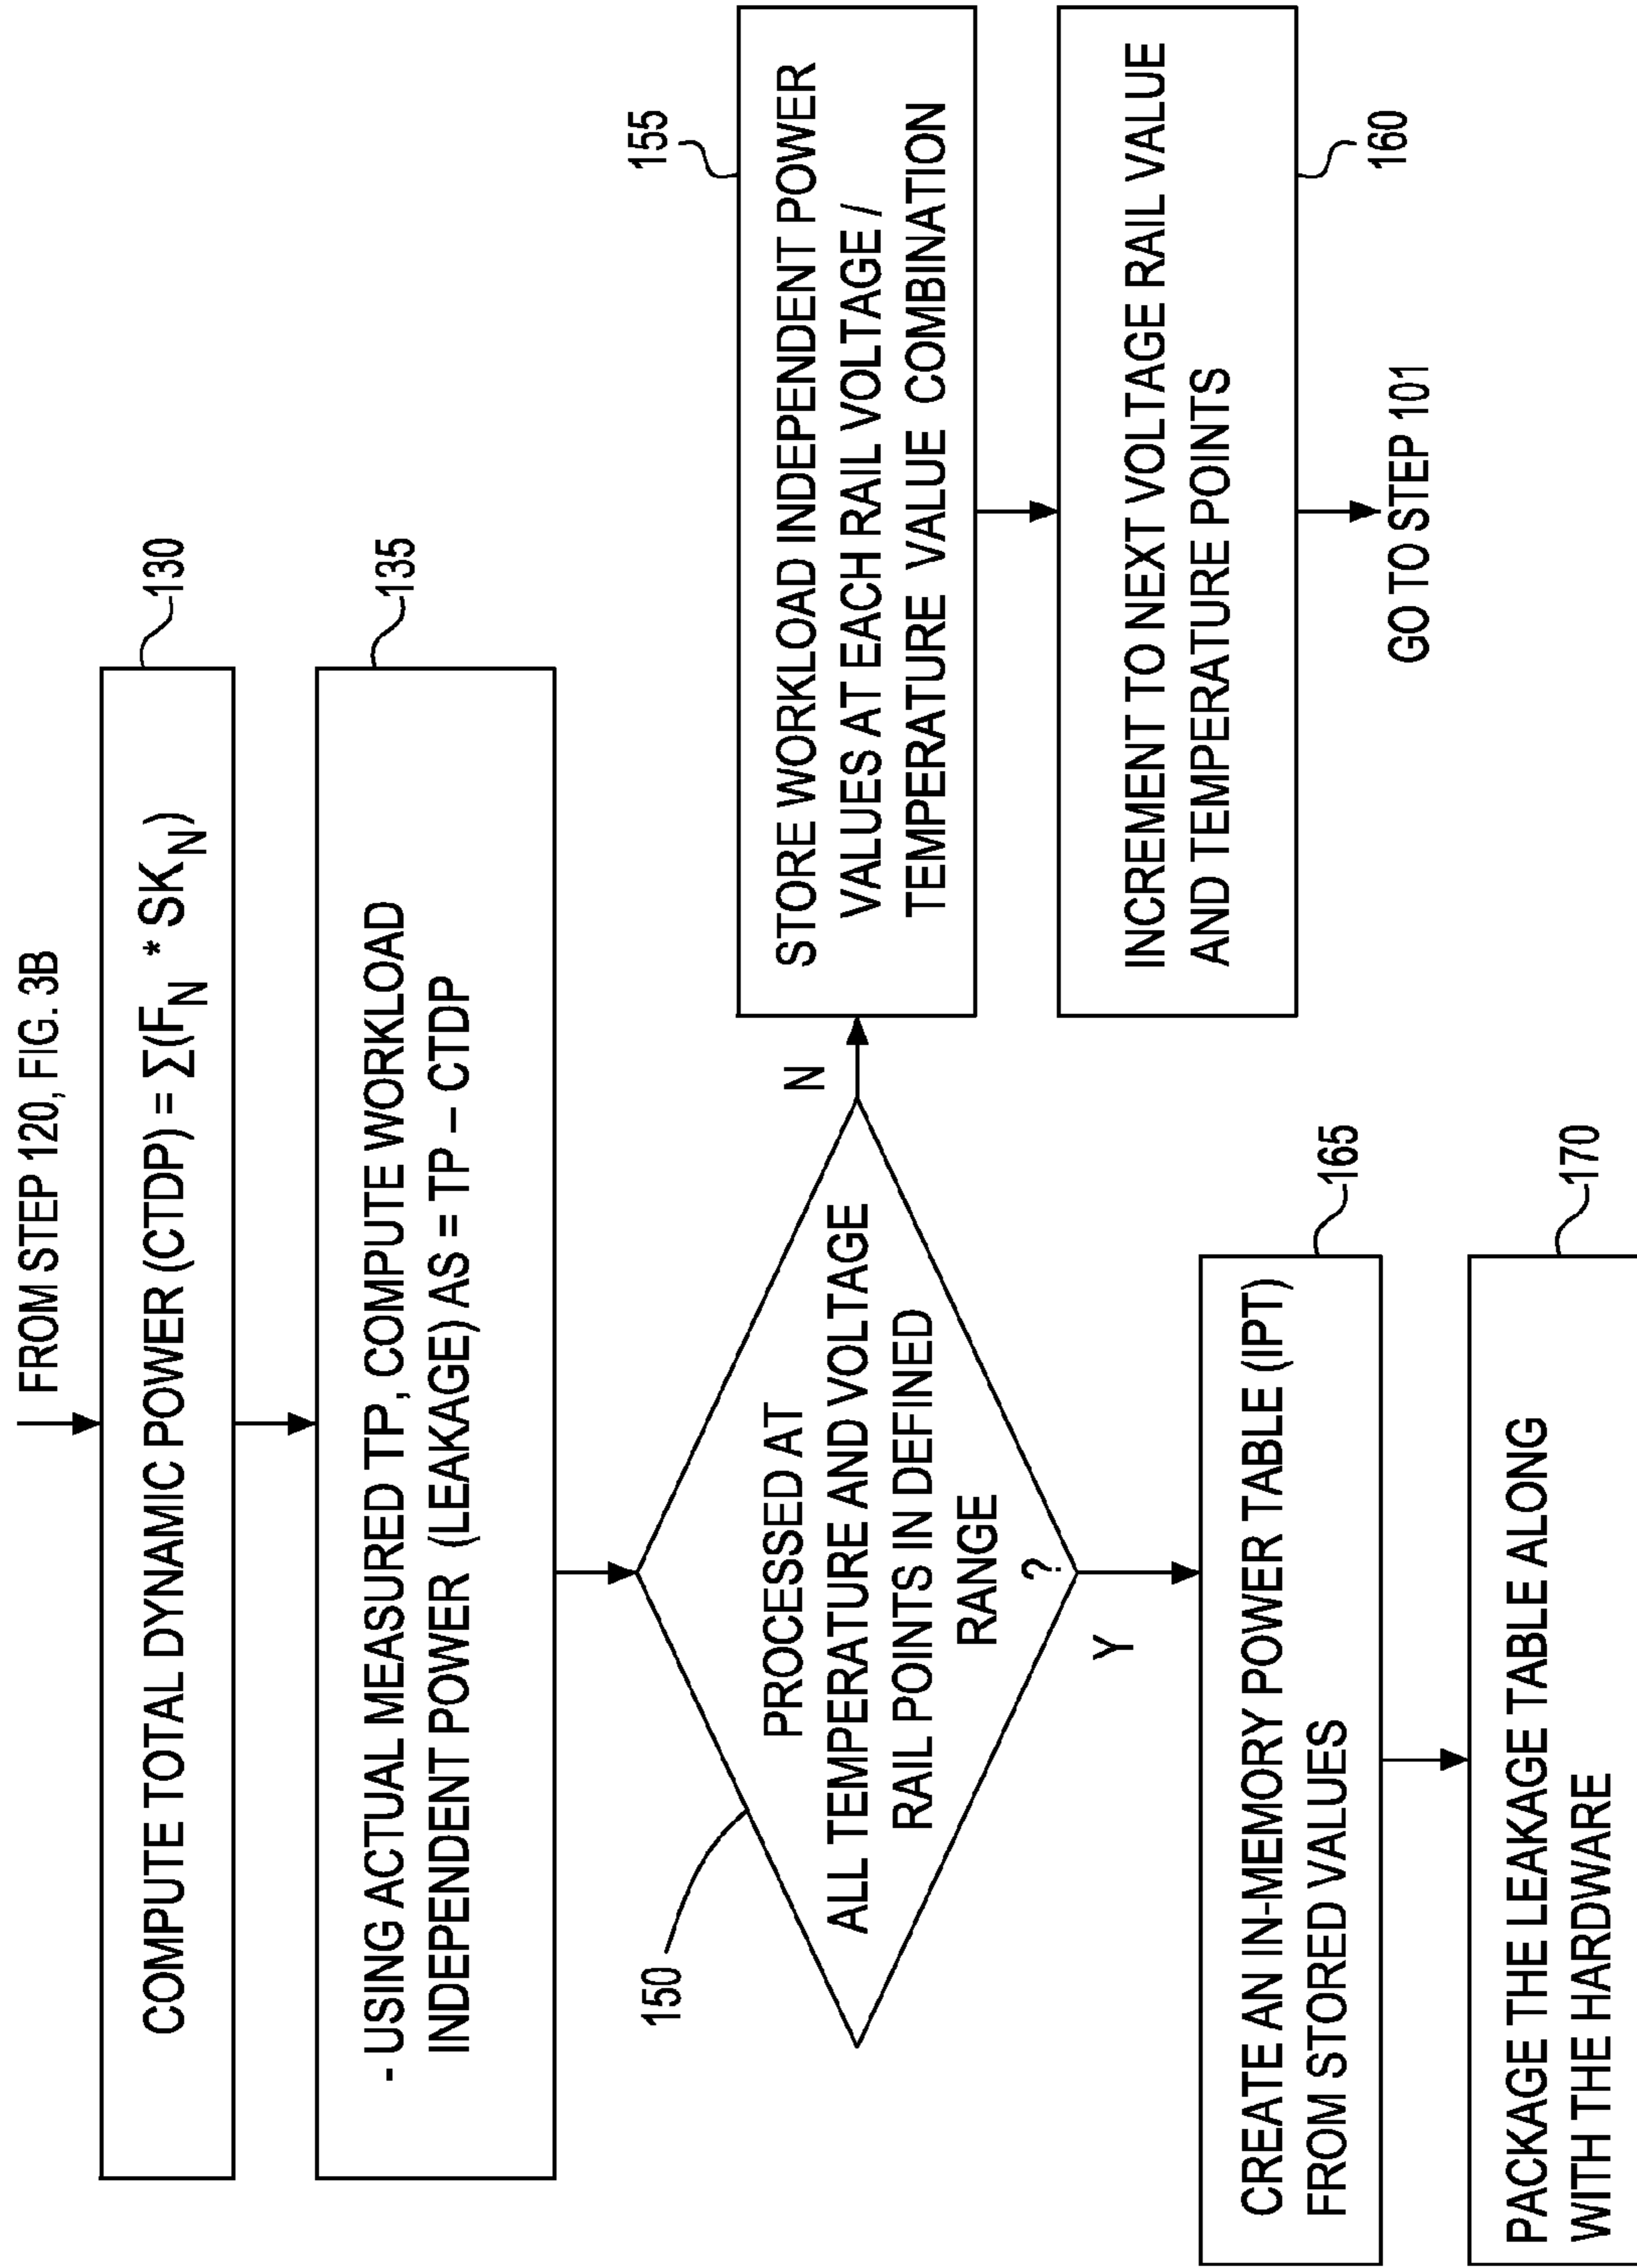 FROM STEP 120, FIG. 3B
COMPUTE TOTAL DYNAMIC POWER (CTDP) = Σ(F_N * SK_N)
130
- USING ACTUAL MEASURED TP, COMPUTE WORKLOAD
INDEPENDENT POWER (LEAKAGE) AS = TP – CTDP
135
PROCESSED AT
ALL TEMPERATURE AND VOLTAGE
RAIL POINTS IN DEFINED
RANGE
?
150
N
STORE WORKLOAD INDEPENDENT POWER
VALUES AT EACH RAIL VOLTAGE /
TEMPERATURE VALUE COMBINATION
155
INCREMENT TO NEXT VOLTAGE RAIL VALUE
AND TEMPERATURE POINTS
160
GO TO STEP 101
Y
CREATE AN IN-MEMORY POWER TABLE (IPT)
FROM STORED VALUES
165
PACKAGE THE LEAKAGE TABLE ALONG
WITH THE HARDWARE
170